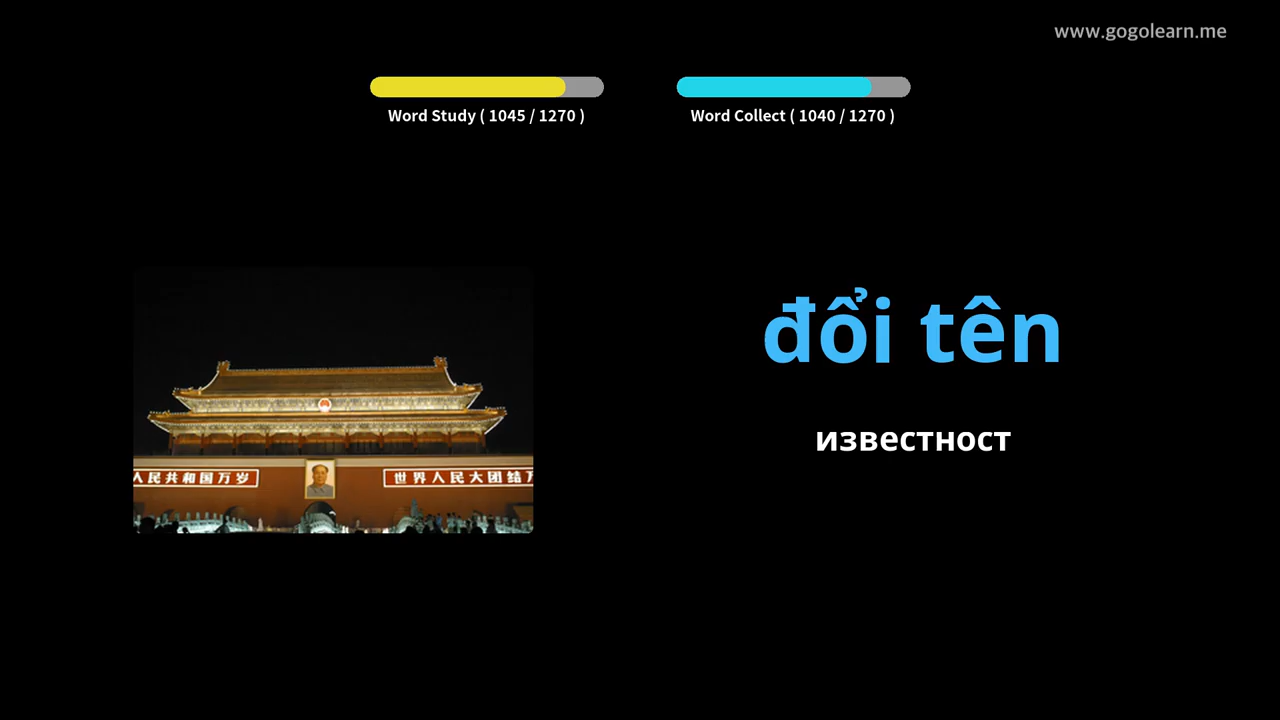 www.gogolearn.me
Word Study ( 1045 / 1270 )
Word Collect ( 1040 / 1270 )
đổi tên
известност
人民共和国万岁
世界人民大团结万